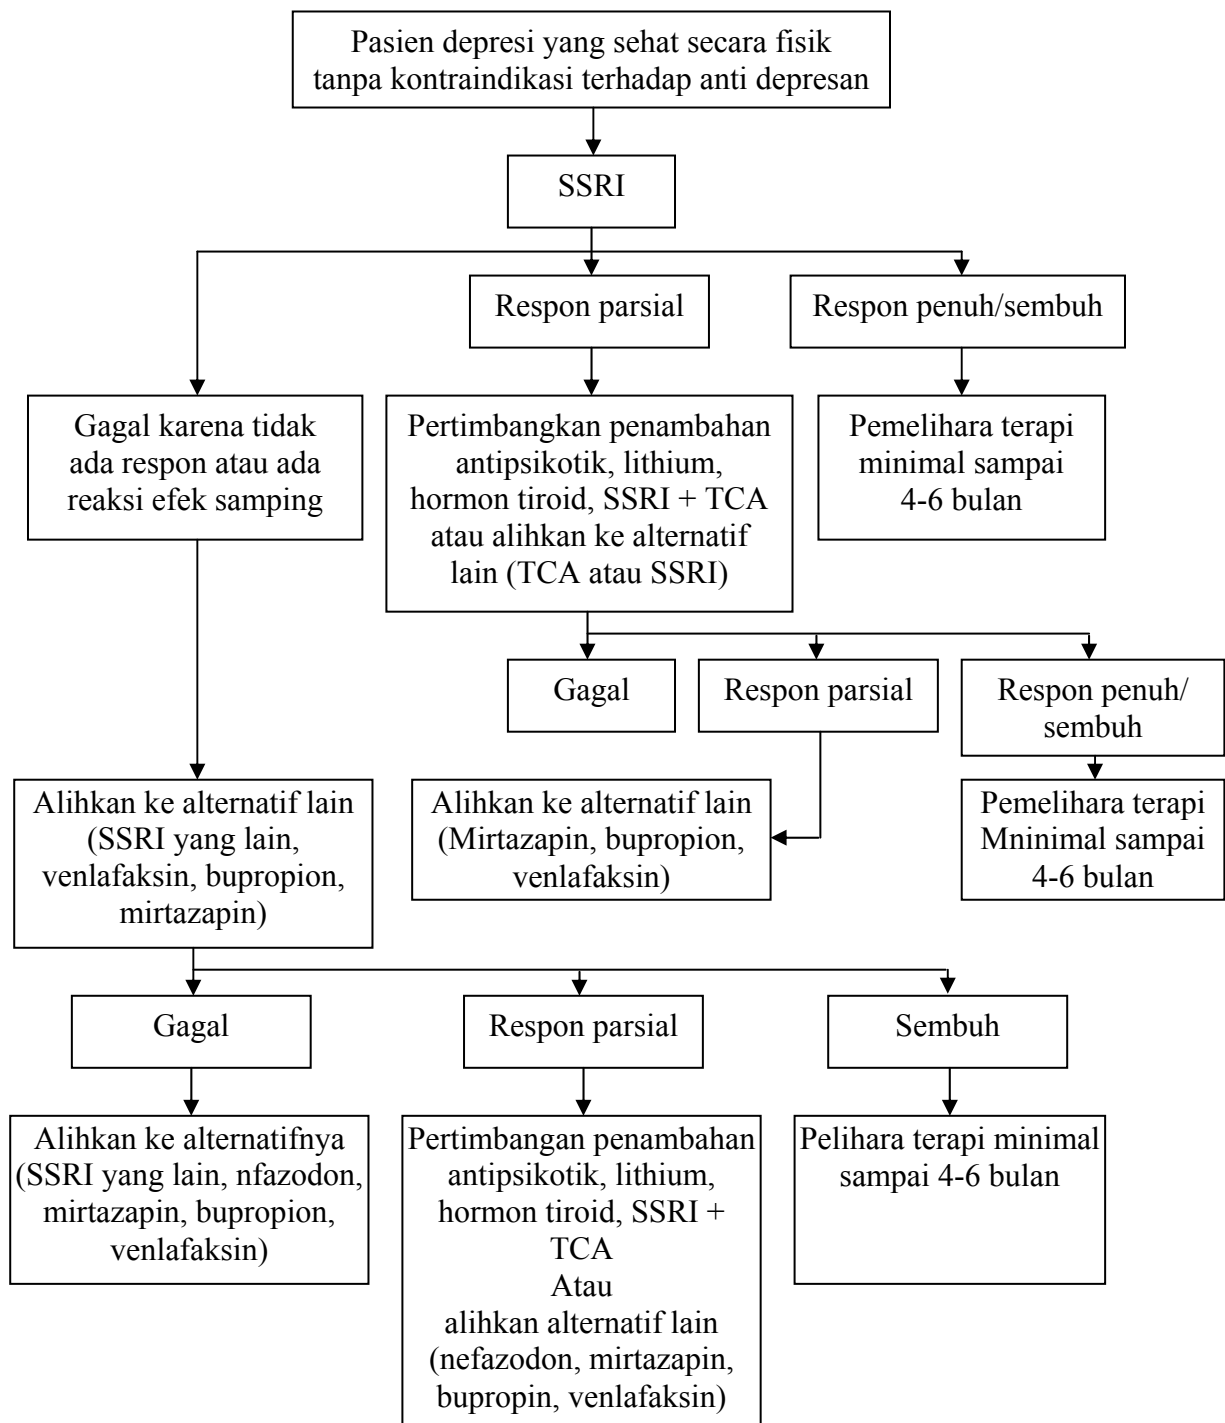 Pasien depresi yang sehat secara fisik
tanpa kontraindikasi terhadap anti depresan
SSRI
Respon parsial
Respon penuh/sembuh
Gagal karena tidak
ada respon atau ada
reaksi efek samping
Pertimbangkan penambahan
antipsikotik, lithium,
hormon tiroid, SSRI + TCA
atau alihkan ke alternatif
lain (TCA atau SSRI)
Pemelihara terapi
minimal sampai
4-6 bulan
Gagal
Respon parsial
Respon penuh/
sembuh
Alihkan ke alternatif lain
(SSRI yang lain,
venlafaksin, bupropion,
mirtazapin)
Alihkan ke alternatif lain
(Mirtazapin, bupropion,
venlafaksin)
Pemelihara terapi
Mninimal sampai
4-6 bulan
Gagal
Respon parsial
Sembuh
Alihkan ke alternatifnya
(SSRI yang lain, nfazodon,
mirtazapin, bupropion,
venlafaksin)
Pertimbangan penambahan
antipsikotik, lithium,
hormon tiroid, SSRI +
TCA
Atau
alihkan alternatif lain
(nefazodon, mirtazapin,
bupropin, venlafaksin)
Pelihara terapi minimal
sampai 4-6 bulan